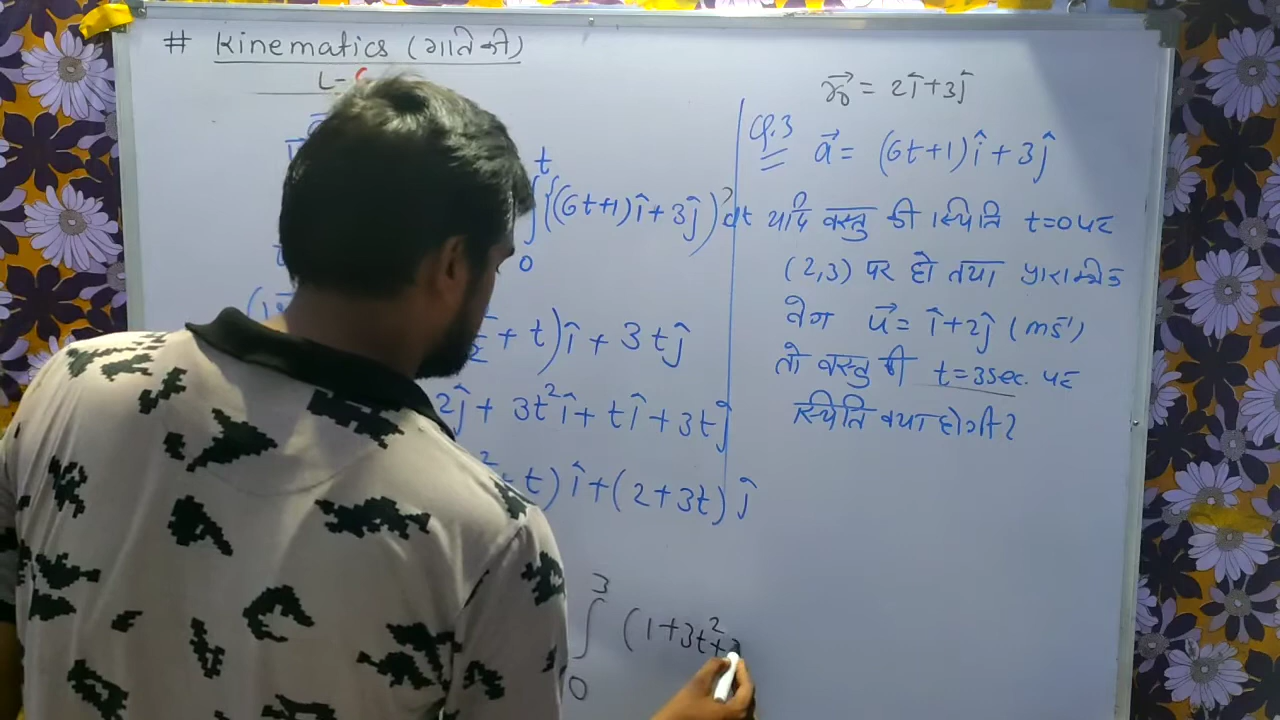 # Kinematics (गतिकी)
L-6
t
∫{(6t+1)î+3ĵ}dt
0
+t)î + 3tĵ
2ĵ + 3t²î + tî + 3tĵ
t)î+(2+3t)ĵ
3
∫ (1+3t²+
0
r₀⃗ = 2î+3ĵ
Q.3 a⃗ = (6t+1)î+3ĵ
यदि वस्तु की स्थिति t=0 पर
(2,3) पर हो तथा प्रारम्भिक
वेग u⃗ = î+2ĵ (ms⁻¹)
तो वस्तु की t=3sec. पर
स्थिति क्या होगी?